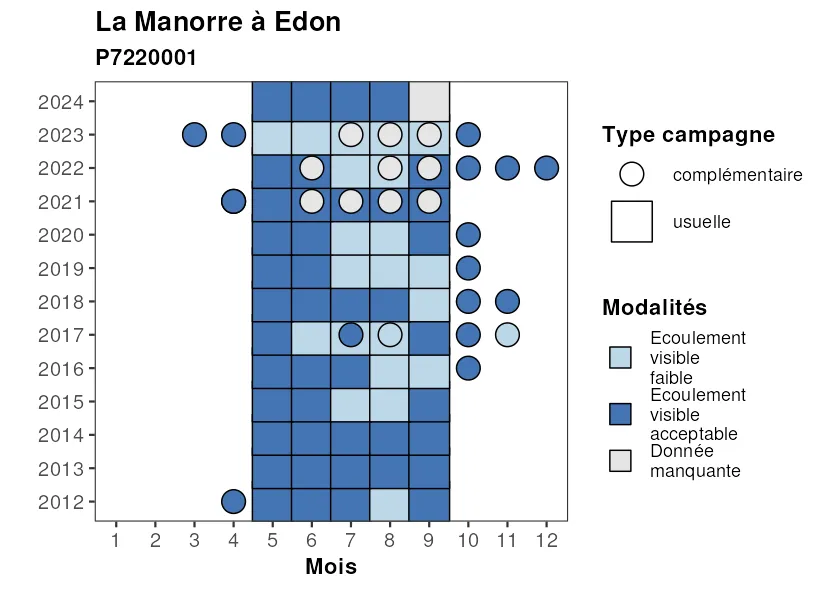 La Manorre à Edon
P7220001
2024
2023
2022
2021
2020
2019
2018
2017
2016
2015
2014
2013
2012
1 2 3 4 5 6 7 8 9 10 11 12
Mois
Type campagne
complémentaire
usuelle
Modalités
Ecoulement
visible
faible
Ecoulement
visible
acceptable
Donnée
manquante